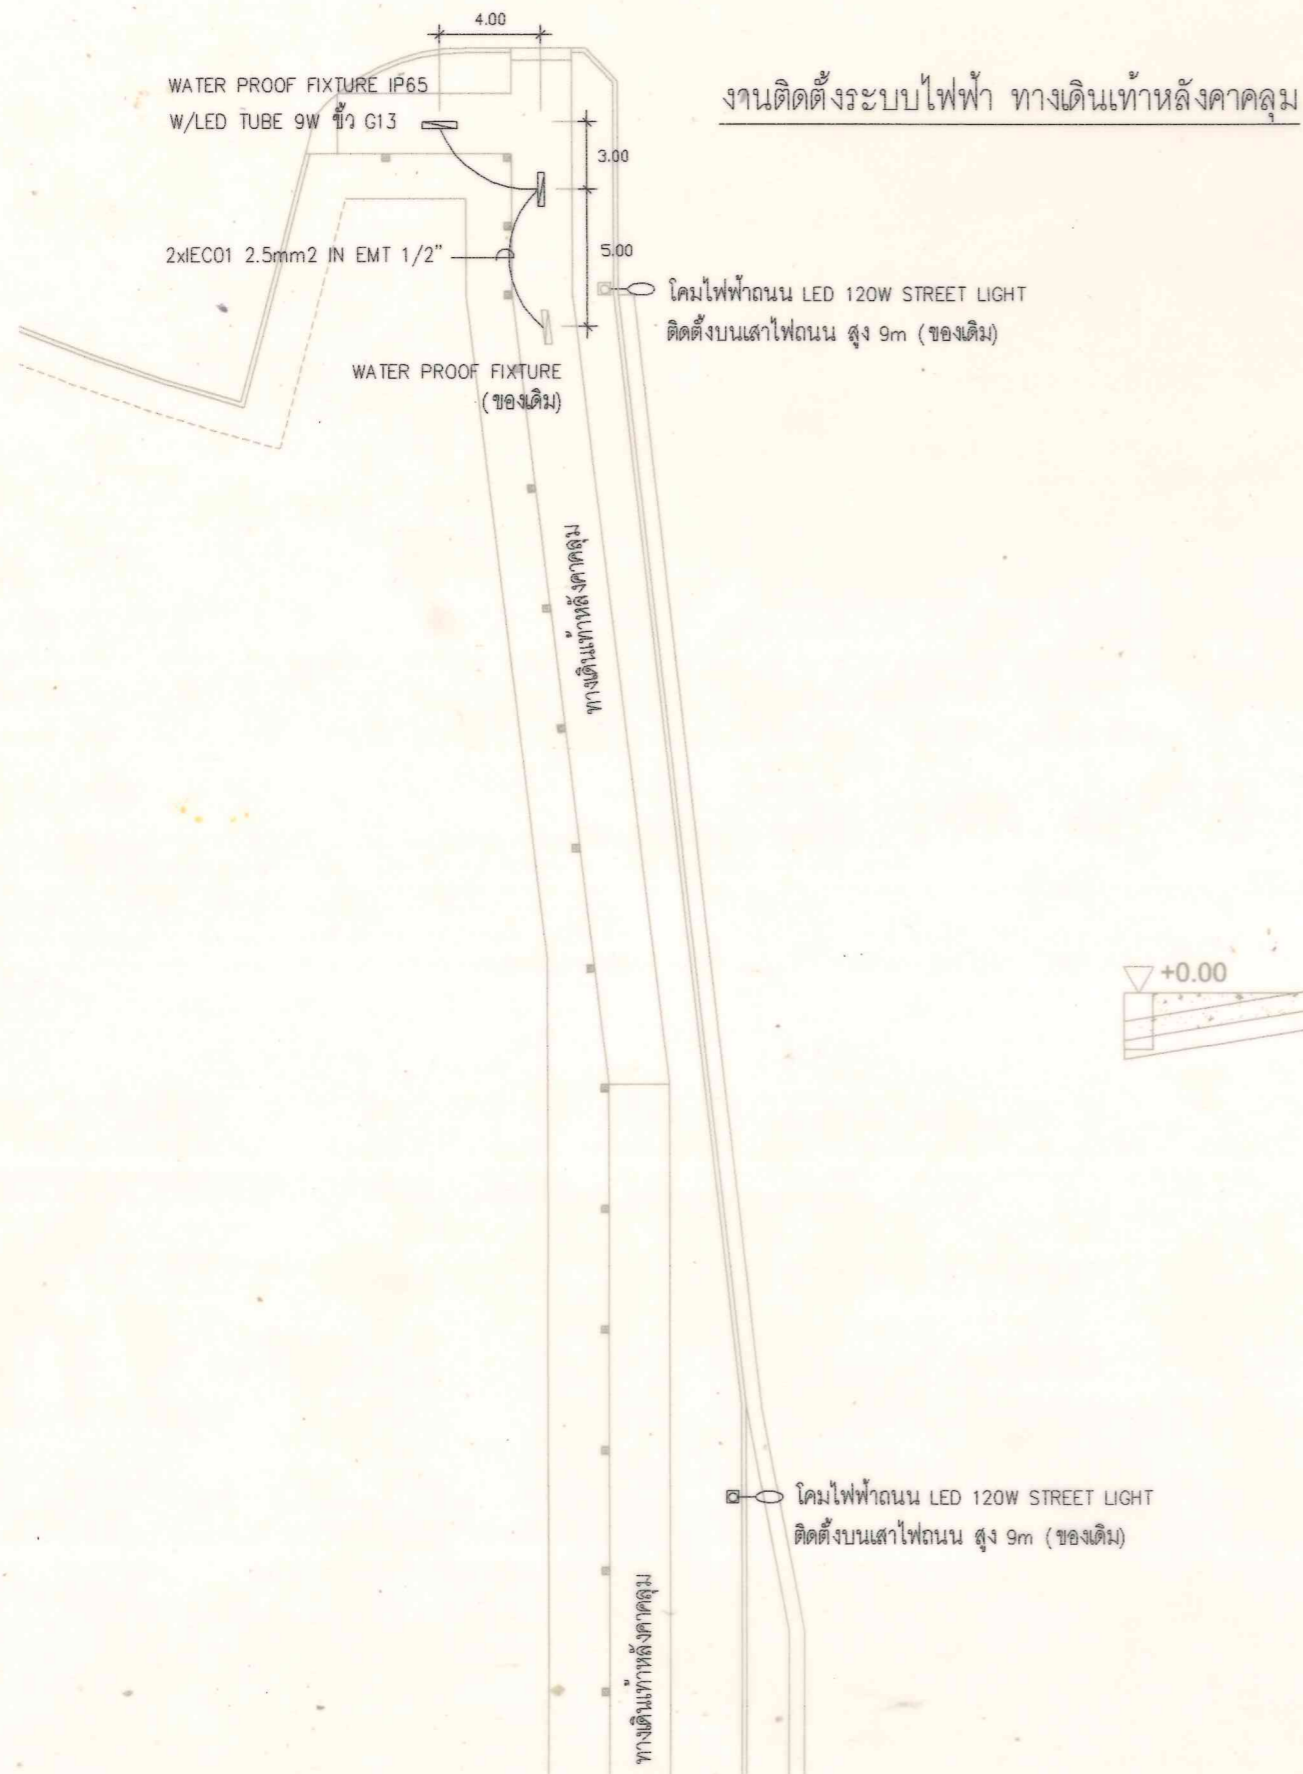 4.00
WATER PROOF FIXTURE IP65
W/LED TUBE 9W ขั้ว G13
งานติดตั้งระบบไฟฟ้า ทางเดินเท้าหลังคาคลุม
3.00
2xIEC01 2.5mm2 IN EMT 1/2"
5.00
โคมไฟฟ้าถนน LED 120W STREET LIGHT
ติดตั้งบนเสาไฟถนน สูง 9m (ของเดิม)
WATER PROOF FIXTURE
(ของเดิม)
ทางเดินเท้าหลังคาคลุม
+0.00
โคมไฟฟ้าถนน LED 120W STREET LIGHT
ติดตั้งบนเสาไฟถนน สูง 9m (ของเดิม)
ทางเดินเท้าหลังคาคลุม